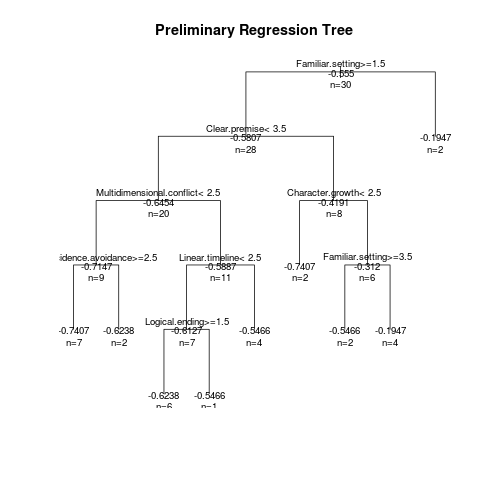 Preliminary Regression Tree
Familiar.setting>=1.5
-0.555
n=30
Clear.premise< 3.5
-0.5807
n=28
-0.1947
n=2
Multidimensional.conflict< 2.5
-0.6454
n=20
Character.growth< 2.5
-0.4191
n=8
idence.avoidance>=2.5
-0.7147
n=9
Linear.timeline< 2.5
-0.5887
n=11
-0.7407
n=2
Familiar.setting>=3.5
-0.312
n=6
-0.7407
n=7
-0.6238
n=2
Logical.ending>=1.5
-0.6127
n=7
-0.5466
n=4
-0.5466
n=2
-0.1947
n=4
-0.6238
n=6
-0.5466
n=1